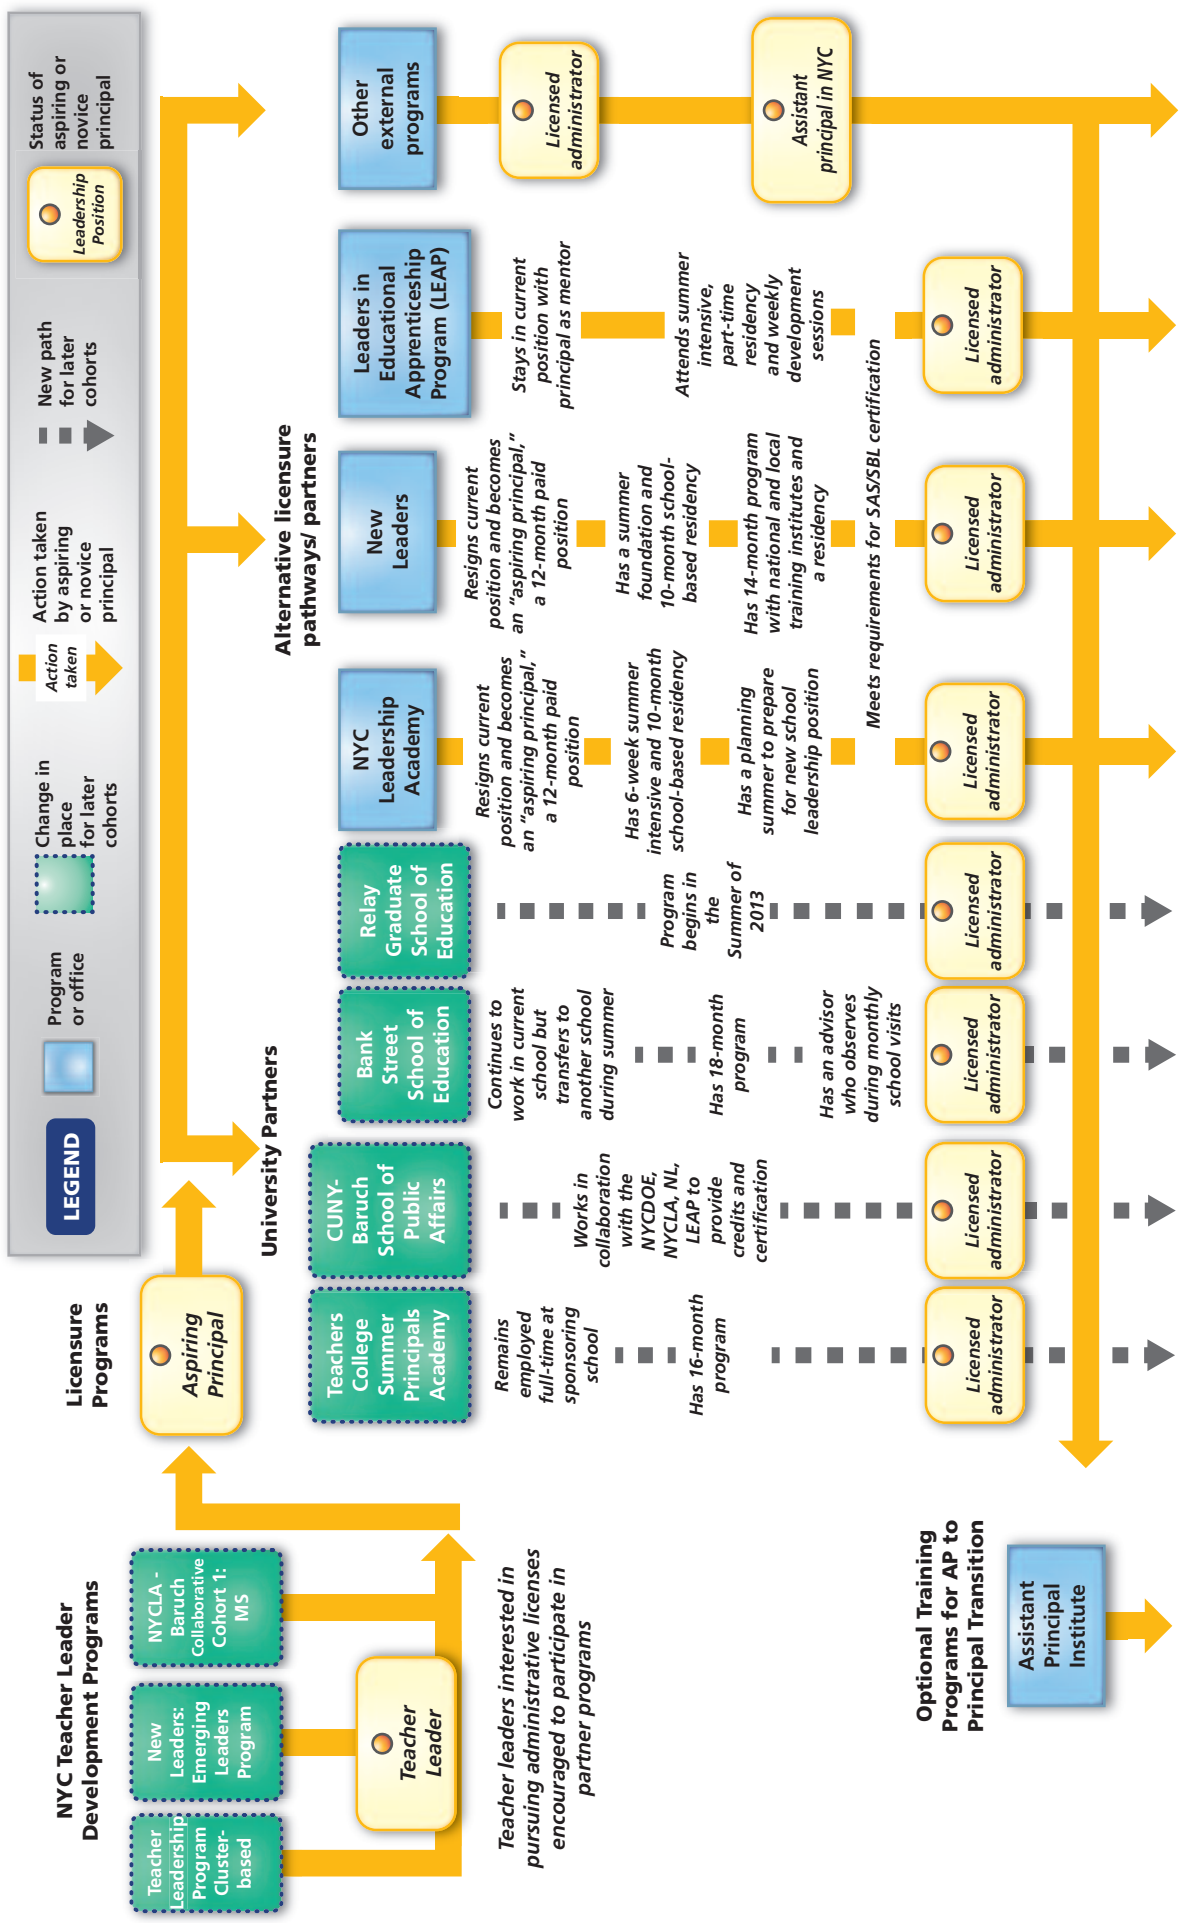 LEGEND
Program
or office
Change in
place
for later
cohorts
Action
taken
Action taken
by aspiring
or novice
principal
New path
for later
cohorts
Leadership
Position
Status of
aspiring or
novice
principal
NYC Teacher Leader
Development Programs
Teacher
Leadership
Program
Cluster-
based
New
Leaders:
Emerging
Leaders
Program
NYCLA -
Baruch
Collaborative
Cohort 1:
MS
Teacher
Leader
Teacher leaders interested in
pursuing administrative licenses
encouraged to participate in
partner programs
Licensure
Programs
Aspiring
Principal
University Partners
Teachers
College
Summer
Principals
Academy
Remains
employed
full-time at
sponsoring
school
Has 16-month
program
Licensed
administrator
CUNY-
Baruch
School of
Public
Affairs
Works in
collaboration
with the
NYCDOE,
NYCLA, NL,
LEAP to
provide
credits and
certification
Licensed
administrator
Bank
Street
School of
Education
Continues to
work in current
school but
transfers to
another school
during summer
Has 18-month
program
Has an advisor
who observes
during monthly
school visits
Licensed
administrator
Relay
Graduate
School of
Education
Program
begins in
the
Summer of
2013
Licensed
administrator
Alternative licensure
pathways/ partners
NYC
Leadership
Academy
Resigns current
position and becomes
an “aspiring principal,”
a 12-month paid
position
Has 6-week summer
intensive and 10-month
school-based residency
Has a planning
summer to prepare
for new school
leadership position
New
Leaders
Resigns current
position and becomes
an “aspiring principal,”
a 12-month paid
position
Has a summer
foundation and
10-month school-
based residency
Has 14-month program
with national and local
training institutes and
a residency
Leaders in
Educational
Apprenticeship
Program (LEAP)
Stays in current
position with
principal as mentor
Attends summer
intensive,
part-time
residency
and weekly
development
sessions
Meets requirements for SAS/SBL certification
Licensed
administrator
Licensed
administrator
Licensed
administrator
Other
external
programs
Licensed
administrator
Assistant
principal in NYC
Optional Training
Programs for AP to
Principal Transition
Assistant
Principal
Institute